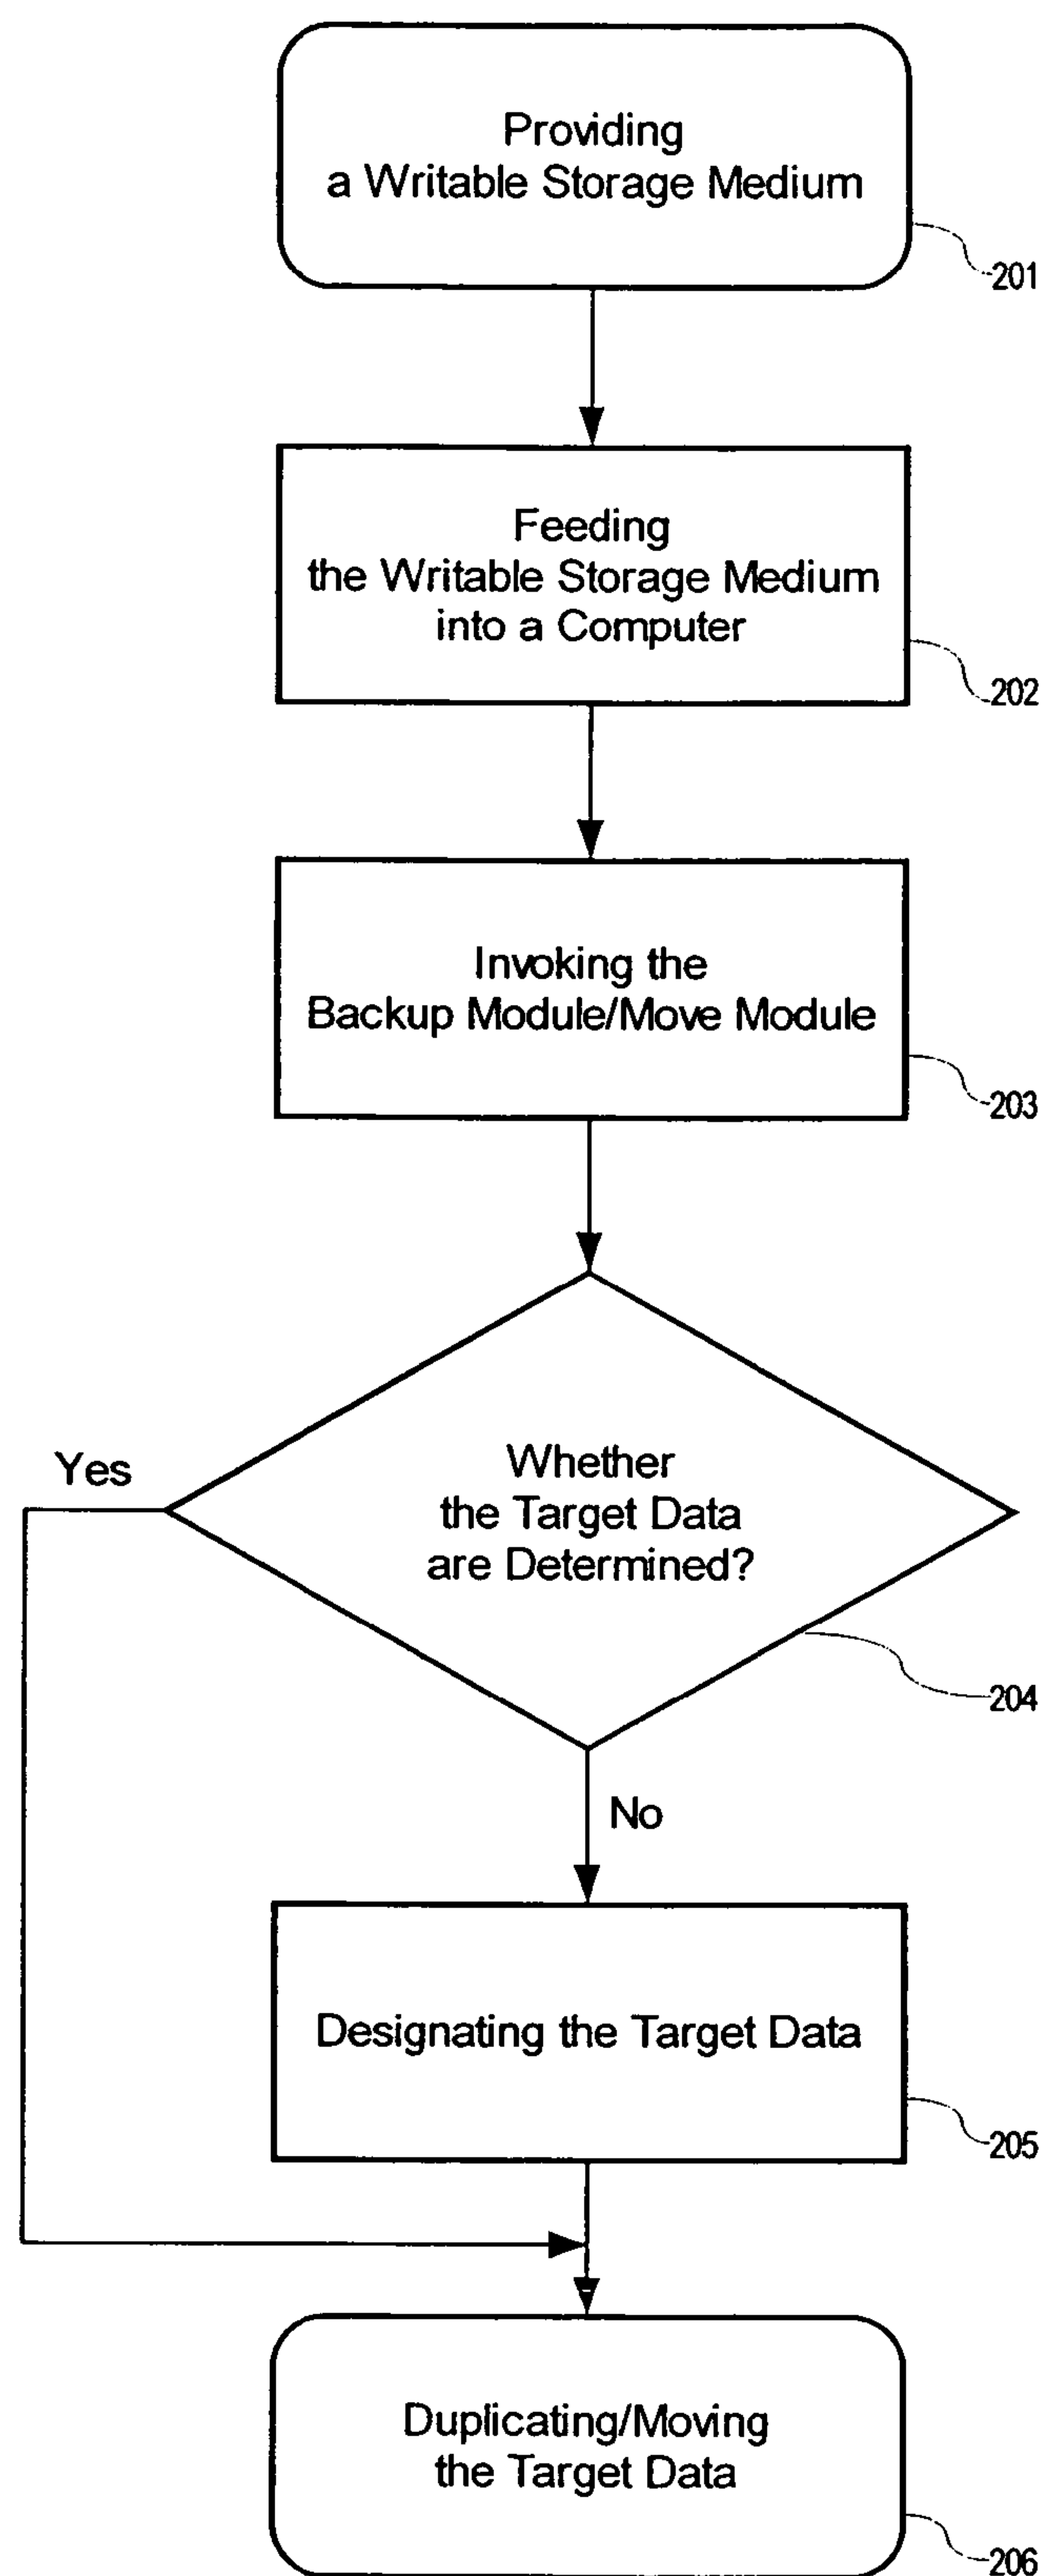 Providing
a Writable Storage Medium
201
Feeding
the Writable Storage Medium
into a Computer
202
Invoking the
Backup Module/Move Module
203
Yes
Whether
the Target Data
are Determined?
204
No
Designating the Target Data
205
Duplicating/Moving
the Target Data
206